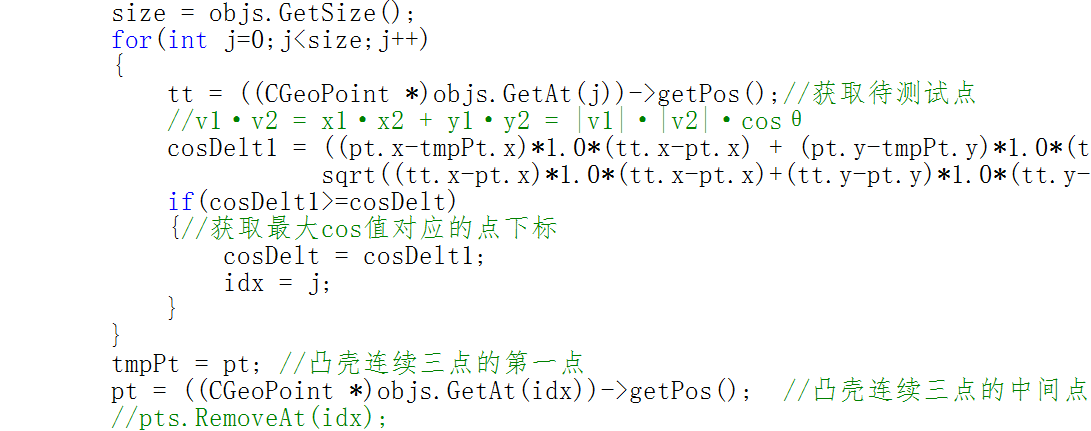 size = objs.GetSize();
for(int j=0;j<size;j++)
{
tt = ((CGeoPoint *)objs.GetAt(j))->getPos();//获取待测试点
//v1·v2 = x1·x2 + y1·y2 = |v1|·|v2|·cosθ
cosDelt1 = ((pt.x-tmpPt.x)*1.0*(tt.x-pt.x) + (pt.y-tmpPt.y)*1.0*(t
sqrt((tt.x-pt.x)*1.0*(tt.x-pt.x)+(tt.y-pt.y)*1.0*(tt.y-
if(cosDelt1>=cosDelt)
{//获取最大cos值对应的点下标
cosDelt = cosDelt1;
idx = j;
}
}
tmpPt = pt; //凸壳连续三点的第一点
pt = ((CGeoPoint *)objs.GetAt(idx))->getPos(); //凸壳连续三点的中间点
//pts.RemoveAt(idx);